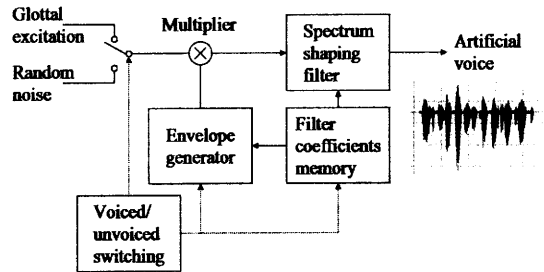 Glottal
excitation
Multiplier
Spectrum
shaping
filter
Artificial
voice
Random
noise
Envelope
generator
Filter
coefficients
memory
Voiced/
unvoiced
switching